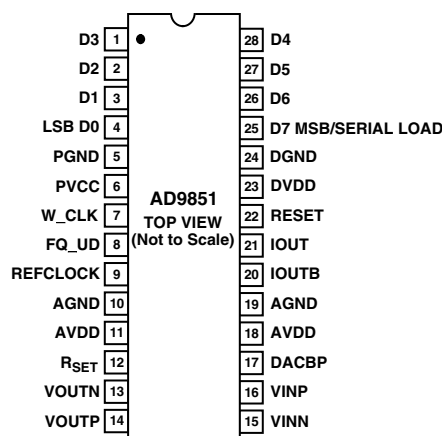 D3 1 28 D4
D2 2 27 D5
D1 3 26 D6
LSB D0 4 25 D7 MSB/SERIAL LOAD
PGND 5 24 DGND
PVCC 6 23 DVDD
AD9851
W_CLK 7 22 RESET
TOP VIEW
(Not to Scale)
FQ_UD 8 21 IOUT
REFCLOCK 9 20 IOUTB
AGND 10 19 AGND
AVDD 11 18 AVDD
RSET 12 17 DACBP
VOUTN 13 16 VINP
VOUTP 14 15 VINN